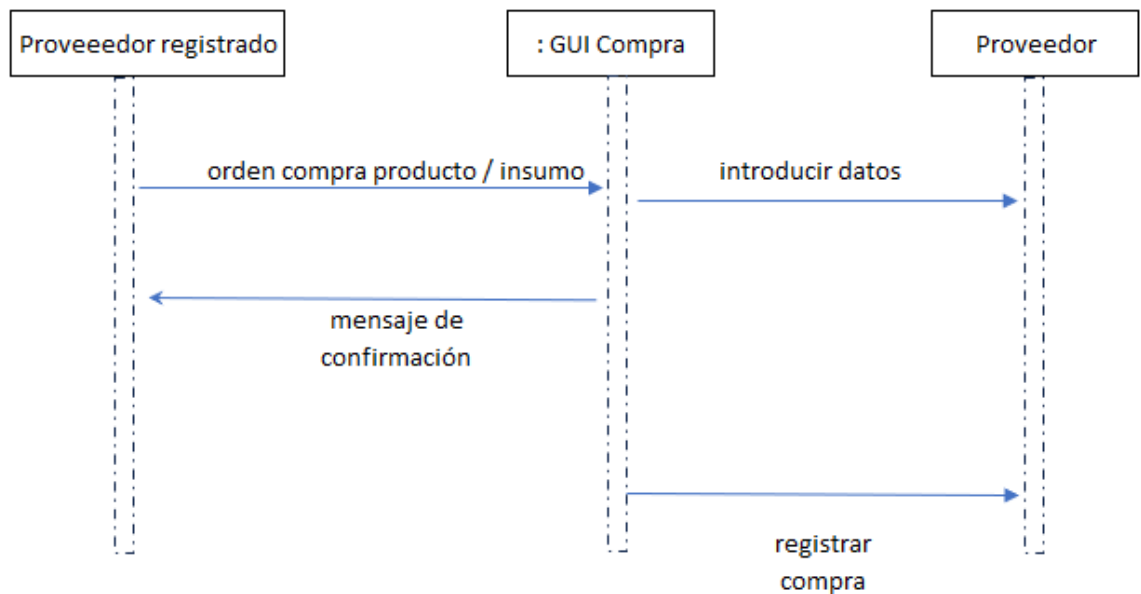 Proveeedor registrado
: GUI Compra
Proveedor
orden compra producto / insumo
introducir datos
mensaje de
confirmación
registrar
compra